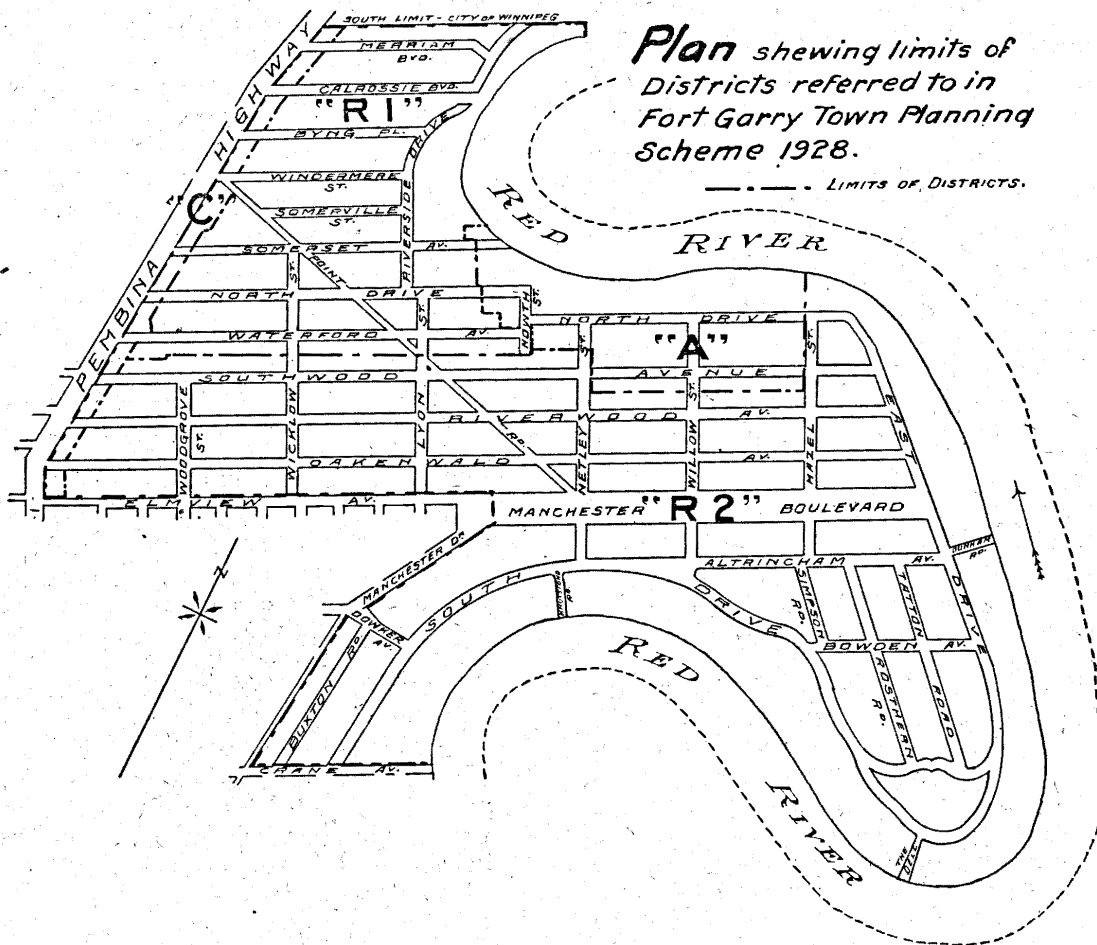 SOUTH LIMIT - CITY OF WINNIPEG
Plan shewing limits of
Districts referred to in
Fort Garry Town Planning
Scheme 1928.
LIMITS OF DISTRICTS.
MERRIAM
BVD.
CALROSSIE BVD.
"R1"
BYNG PL.
WINDERMERE
ST.
SOMERVILLE
ST.
"C"
PEMBINA HIGHWAY
RIVERSIDE DRIVE
RED RIVER
SOMERSET AV.
POINT RD.
NORTH DRIVE
HOWTH ST.
NORTH DRIVE
WATERFORD AV.
"A"
SOUTHWOOD AVENUE
WOODGROVE ST.
WICKLOW ST.
LYON ST.
NETLEY ST.
WILLOW ST.
HAZEL ST.
EAST DRIVE
RIVERWOOD AV.
OAKENWALD AV.
ELMVIEW AV.
MANCHESTER BOULEVARD
"R2"
MANCHESTER DR.
ALTRINCHAM AV.
SOUTH DRIVE
SIMPSON RD.
TATTON ROAD
BOWDEN AV.
ROSTHERN RD.
DOWKER AV.
BUXTON RD.
CRANE AV.
RED RIVER
N